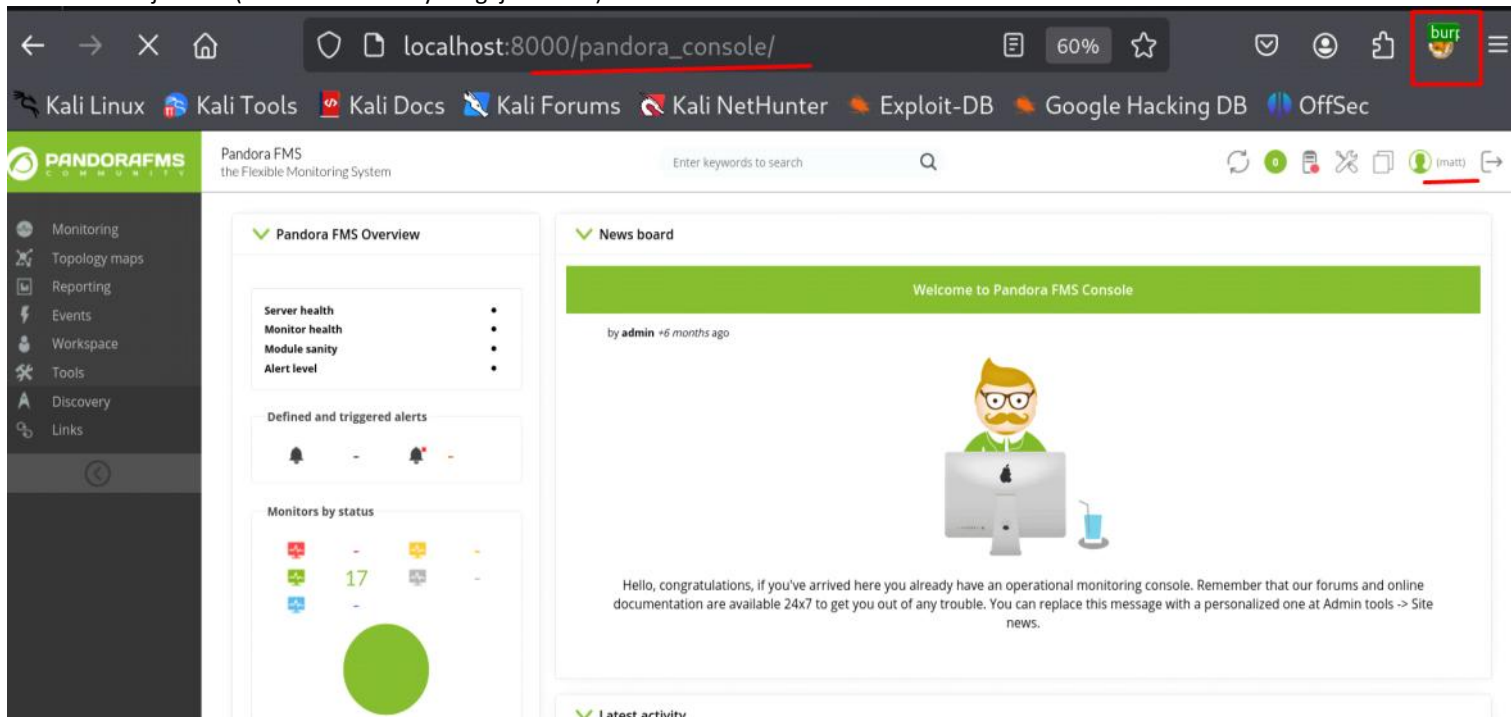 localhost:8000/pandora_console/
60%
burp
Kali Linux Kali Tools Kali Docs Kali Forums Kali NetHunter Exploit-DB Google Hacking DB OffSec
PANDORAFMS
COMMUNITY
Pandora FMS
the Flexible Monitoring System
Enter keywords to search
0
(matt)
Monitoring
Topology maps
Reporting
Events
Workspace
Tools
Discovery
Links
Pandora FMS Overview
Server health
Monitor health
Module sanity
Alert level
Defined and triggered alerts
- -
Monitors by status
- -
17 -
-
News board
Welcome to Pandora FMS Console
by admin +6 months ago
Hello, congratulations, if you've arrived here you already have an operational monitoring console. Remember that our forums and online
documentation are available 24x7 to get you out of any trouble. You can replace this message with a personalized one at Admin tools -> Site
news.
Latest activity